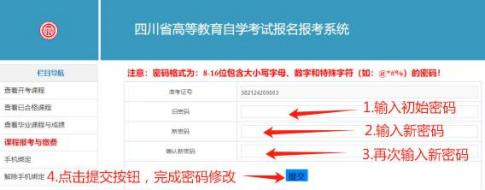 四川省高等教育自学考试报名报考系统
栏目导航
注意：密码格式为：8-16位包含大小写字母、数字和特殊字符（如：@*#%）的密码！
查看开考课程
准考证号
查看已合格课程
旧密码
1.输入初始密码
查看毕业课程与成绩
新密码
2.输入新密码
课程报考与缴费
确认新密码
3.再次输入新密码
手机绑定
解除手机绑定
4.点击提交按钮，完成密码修改
提交